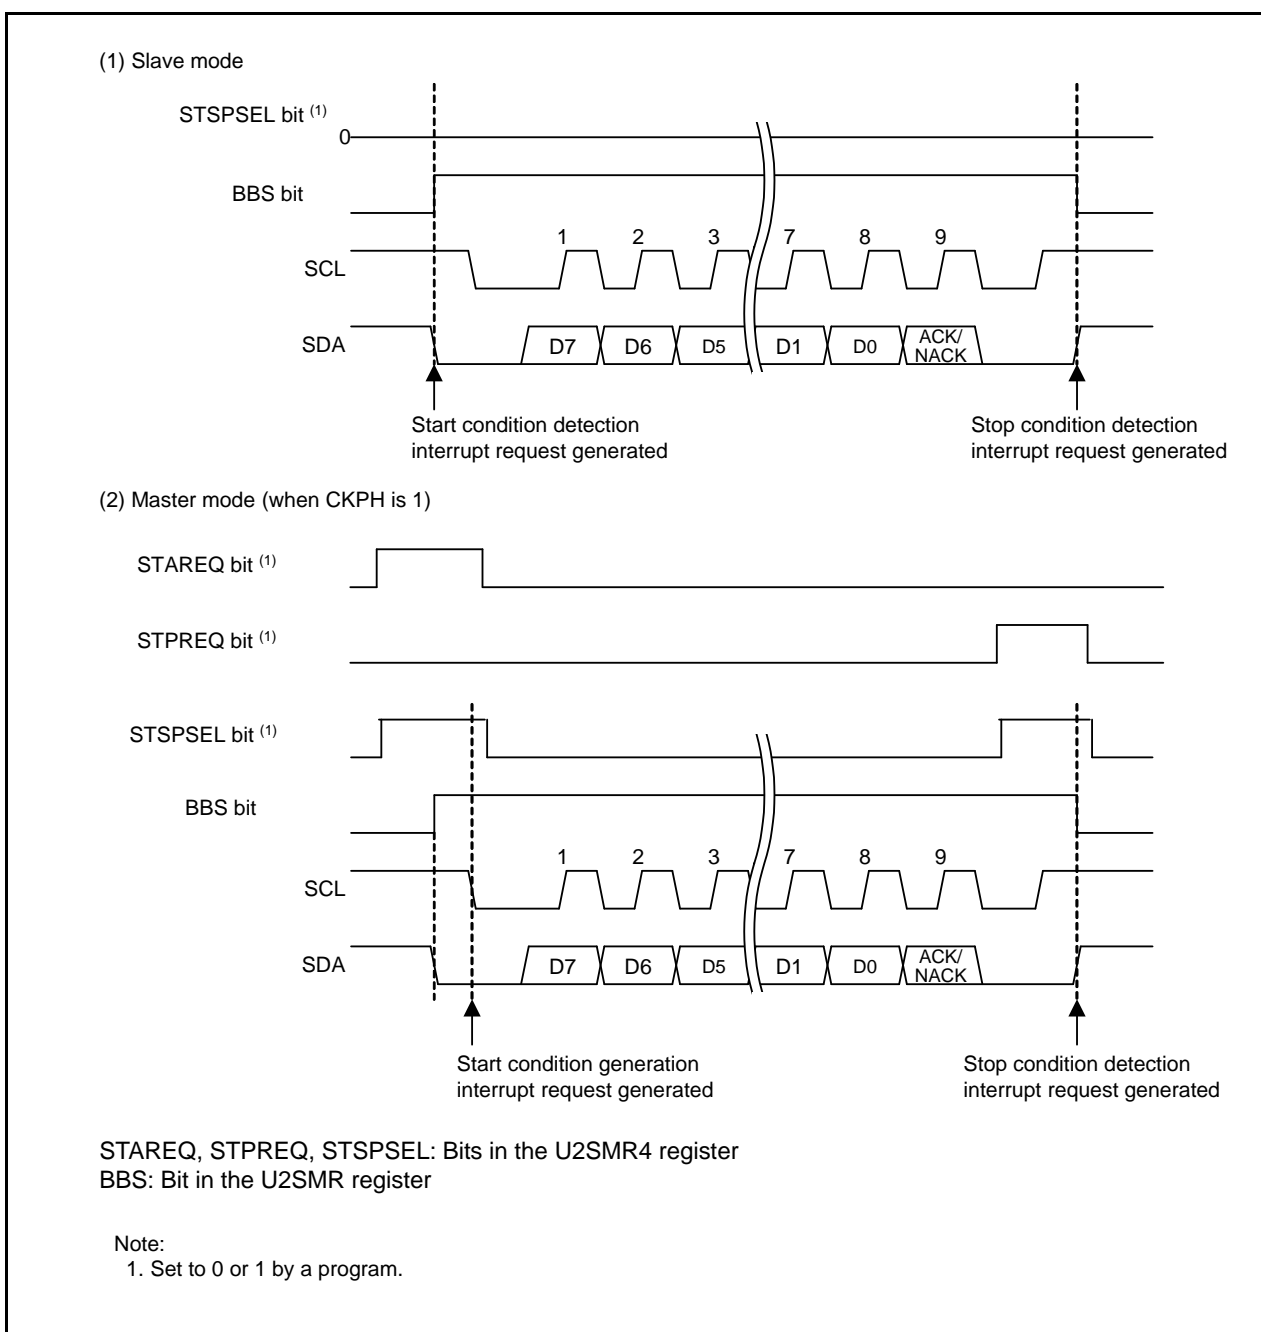 (1) Slave mode
STSPSEL bit (1)
0
BBS bit
1 2 3 7 8 9
SCL
SDA
D7 D6 D5 D1 D0 ACK/
NACK
Start condition detection
interrupt request generated
Stop condition detection
interrupt request generated
(2) Master mode (when CKPH is 1)
STAREQ bit (1)
STPREQ bit (1)
STSPSEL bit (1)
BBS bit
1 2 3 7 8 9
SCL
SDA
D7 D6 D5 D1 D0 ACK/
NACK
Start condition generation
interrupt request generated
Stop condition detection
interrupt request generated
STAREQ, STPREQ, STSPSEL: Bits in the U2SMR4 register
BBS: Bit in the U2SMR register
Note:
1. Set to 0 or 1 by a program.